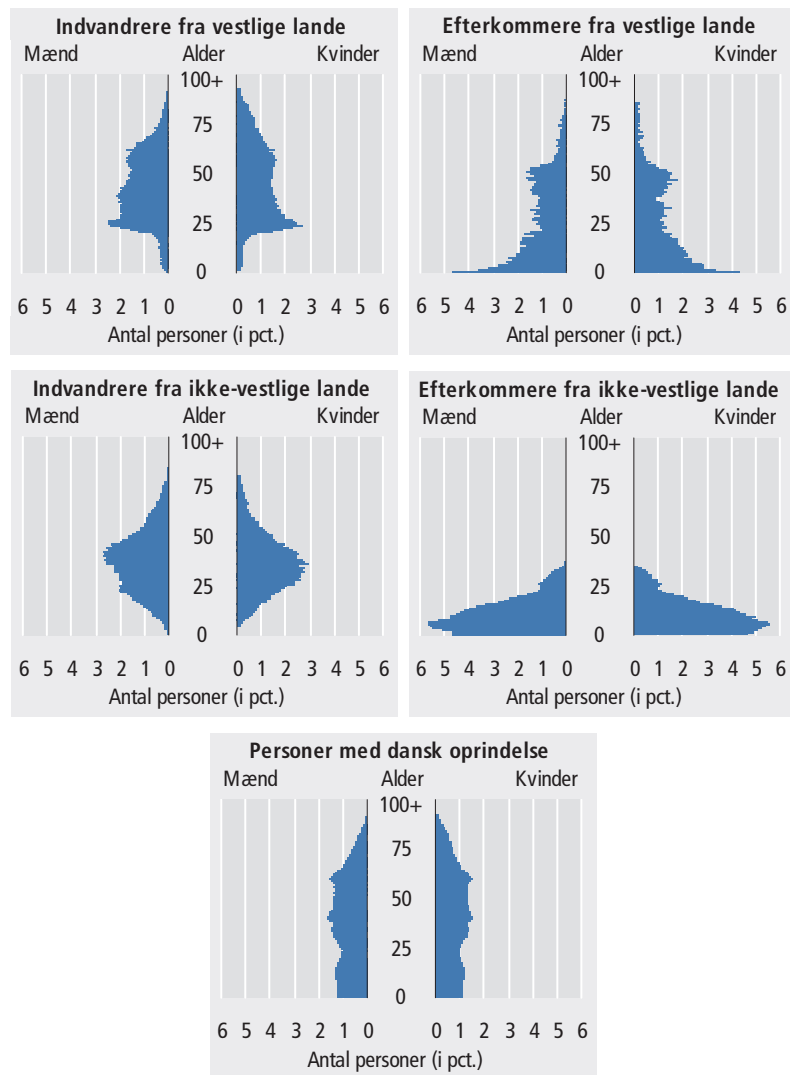 Indvandrere fra vestlige lande
Mænd Alder Kvinder
100+
75
50
25
0
6 5 4 3 2 1 0 0 1 2 3 4 5 6
Antal personer (i pct.)
Efterkommere fra vestlige lande
Mænd Alder Kvinder
100+
75
50
25
0
6 5 4 3 2 1 0 0 1 2 3 4 5 6
Antal personer (i pct.)
Indvandrere fra ikke-vestlige lande
Mænd Alder Kvinder
100+
75
50
25
0
6 5 4 3 2 1 0 0 1 2 3 4 5 6
Antal personer (i pct.)
Efterkommere fra ikke-vestlige lande
Mænd Alder Kvinder
100+
75
50
25
0
6 5 4 3 2 1 0 0 1 2 3 4 5 6
Antal personer (i pct.)
Personer med dansk oprindelse
Mænd Alder Kvinder
100+
75
50
25
0
6 5 4 3 2 1 0 0 1 2 3 4 5 6
Antal personer (i pct.)